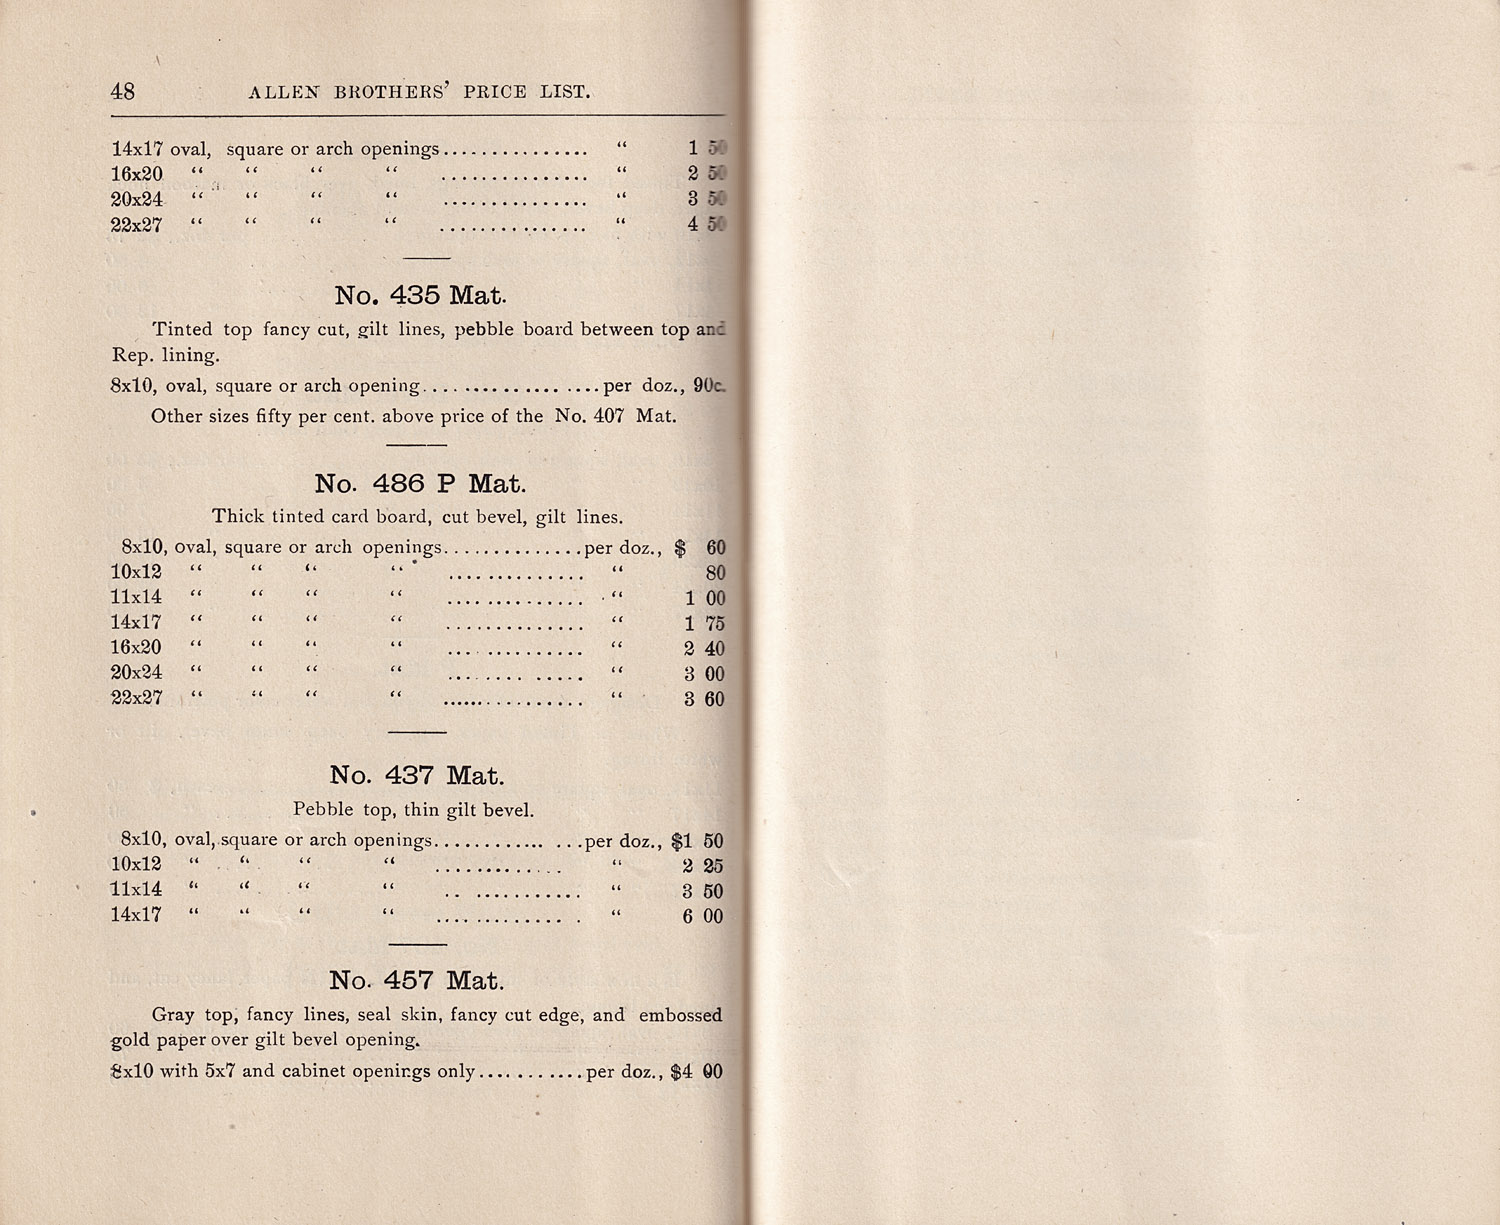 48 ALLEN BROTHERS' PRICE LIST.
14x17 oval, square or arch openings............... “ 1 50
16x20 “ “ “ “ ............... “ 2 50
20x24 “ “ “ “ ............... “ 3 50
22x27 “ “ “ “ ............... “ 4 50
No. 435 Mat.
Tinted top fancy cut, gilt lines, pebble board between top and
Rep. lining.
8x10, oval, square or arch opening.... ............ ....per doz., 90c.
Other sizes fifty per cent. above price of the No. 407 Mat.
No. 486 P Mat.
Thick tinted card board, cut bevel, gilt lines.
8x10, oval, square or arch openings..............per doz., $ 60
10x12 “ “ “ “ .............. “ 80
11x14 “ “ “ “ .............. “ 1 00
14x17 “ “ “ “ .............. “ 1 75
16x20 “ “ “ “ .............. “ 2 40
20x24 “ “ “ “ ........ ..... “ 3 00
22x27 “ “ “ “ ................. “ 3 60
No. 437 Mat.
Pebble top, thin gilt bevel.
8x10, oval, square or arch openings............ ...per doz., $1 50
10x12 “ “ “ “ ............ “ 2 25
11x14 “ “ “ “ .. ........... “ 3 50
14x17 “ “ “ “ .... ......... . “ 6 00
No. 457 Mat.
Gray top, fancy lines, seal skin, fancy cut edge, and embossed
gold paper over gilt bevel opening.
8x10 with 5x7 and cabinet openings only...........per doz., $4 00